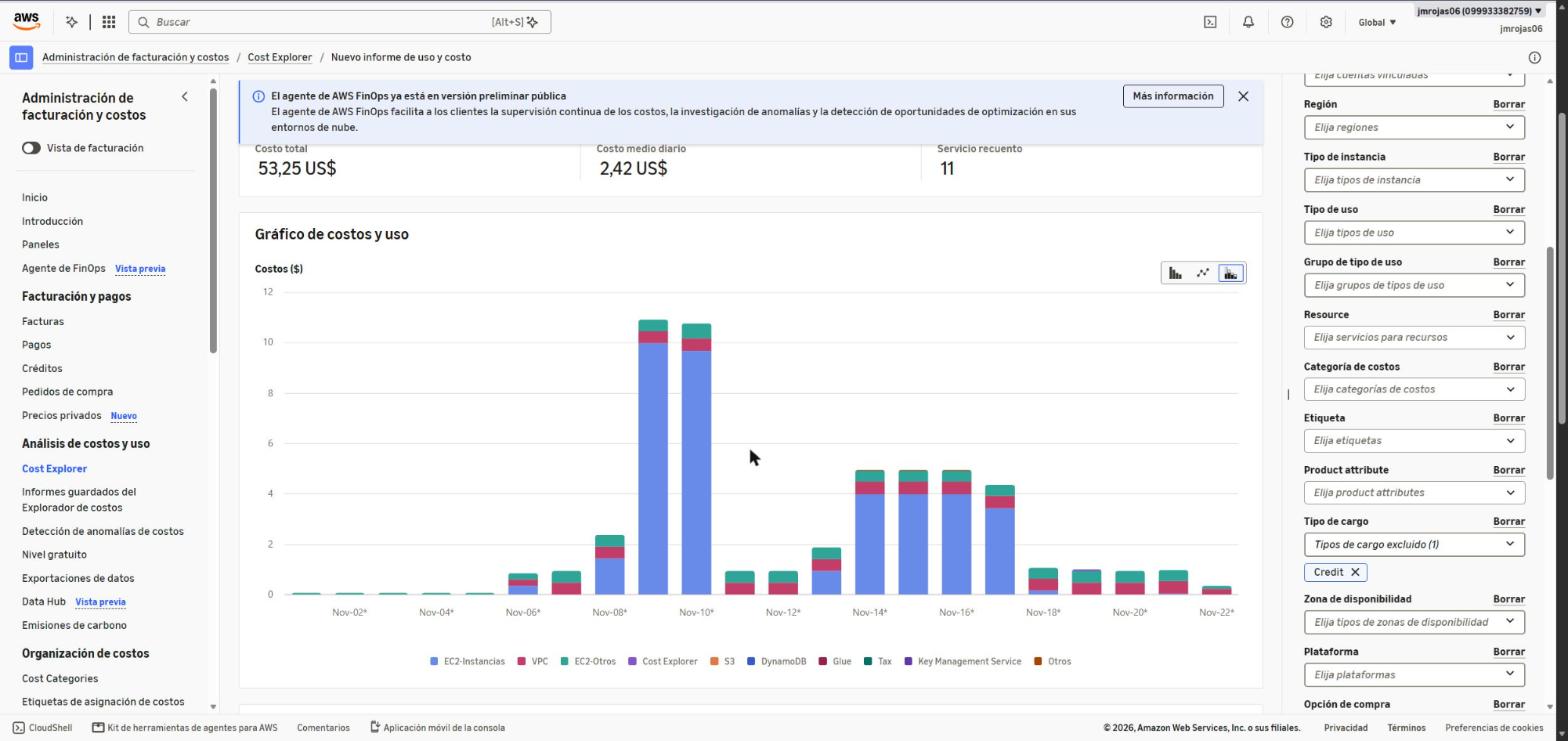 aws
Buscar
[Alt+S]
Global
jmrojas06 (099933382759)
jmrojas06
Administración de facturación y costos / Cost Explorer / Nuevo informe de uso y costo
Administración de
facturación y costos
Vista de facturación
Inicio
Introducción
Paneles
Agente de FinOps Vista previa
Facturación y pagos
Facturas
Pagos
Créditos
Pedidos de compra
Precios privados Nuevo
Análisis de costos y uso
Cost Explorer
Informes guardados del
Explorador de costos
Detección de anomalías de costos
Nivel gratuito
Exportaciones de datos
Data Hub Vista previa
Emisiones de carbono
Organización de costos
Cost Categories
Etiquetas de asignación de costos
El agente de AWS FinOps ya está en versión preliminar pública
El agente de AWS FinOps facilita a los clientes la supervisión continua de los costos, la investigación de anomalías y la detección de oportunidades de optimización en sus
entornos de nube.
Más información
Costo total
53,25 US$
Costo medio diario
2,42 US$
Servicio recuento
11
Gráfico de costos y uso
Costos ($)
12
10
8
6
4
2
0
Nov-02* Nov-04* Nov-06* Nov-08* Nov-10* Nov-12* Nov-14* Nov-16* Nov-18* Nov-20* Nov-22*
EC2-Instancias VPC EC2-Otros Cost Explorer S3 DynamoDB Glue Tax Key Management Service Otros
Elija cuentas vinculadas
Región Borrar
Elija regiones
Tipo de instancia Borrar
Elija tipos de instancia
Tipo de uso Borrar
Elija tipos de uso
Grupo de tipo de uso Borrar
Elija grupos de tipos de uso
Resource Borrar
Elija servicios para recursos
Categoría de costos Borrar
Elija categorías de costos
Etiqueta Borrar
Elija etiquetas
Product attribute Borrar
Elija product attributes
Tipo de cargo Borrar
Tipos de cargo excluido (1)
Credit
Zona de disponibilidad Borrar
Elija tipos de zonas de disponibilidad
Plataforma Borrar
Elija plataformas
Opción de compra Borrar
CloudShell
Kit de herramientas de agentes para AWS
Comentarios
Aplicación móvil de la consola
© 2026, Amazon Web Services, Inc. o sus filiales.
Privacidad
Términos
Preferencias de cookies